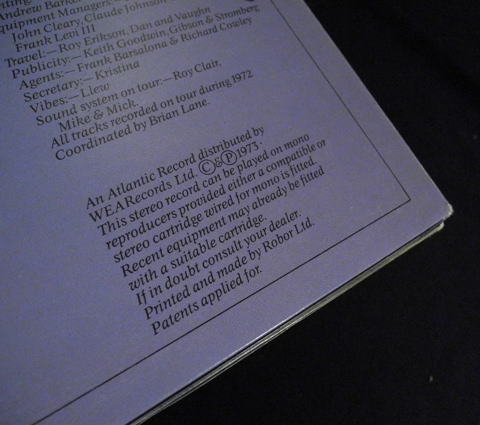 Andrew Barke
quipment Managers
John Cleary, Claude Johnson
Frank Levi III
Travel:—Roy Erikson, Dan and Vaughn
Publicity:—Keith Goodwin, Gibson & Stromberg
Agents:—Frank Barsalona & Richard Cowley
Secretary:—Kristina
Vibes:—Llew
Sound system on tour:—Roy Clair,
Mike & Mick.
All tracks recorded on tour during 1972
Coordinated by Brian Lane.
An Atlantic Record distributed by
WEA Records Ltd. ©&℗1973.
This stereo record can be played on mono
reproducers provided either a compatible or
stereo cartridge wired for mono is fitted.
Recent equipment may already be fitted
with a suitable cartridge.
If in doubt consult your dealer.
Printed and made by Robor Ltd.
Patents applied for.